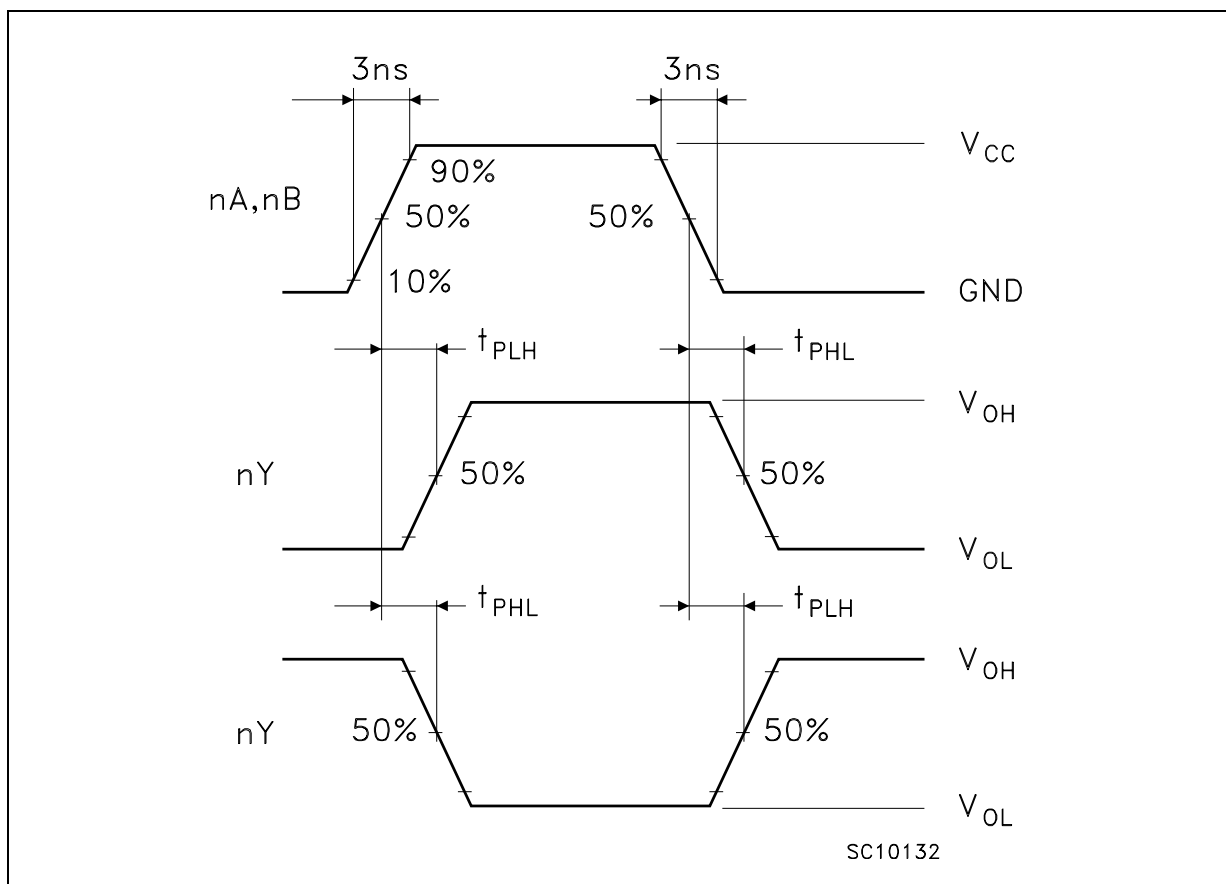 3ns 3ns
V_CC
90%
nA,nB
50% 50%
10%
GND
t_PLH t_PHL
V_OH
nY 50% 50%
V_OL
t_PHL t_PLH
V_OH
nY 50% 50%
V_OL
SC10132